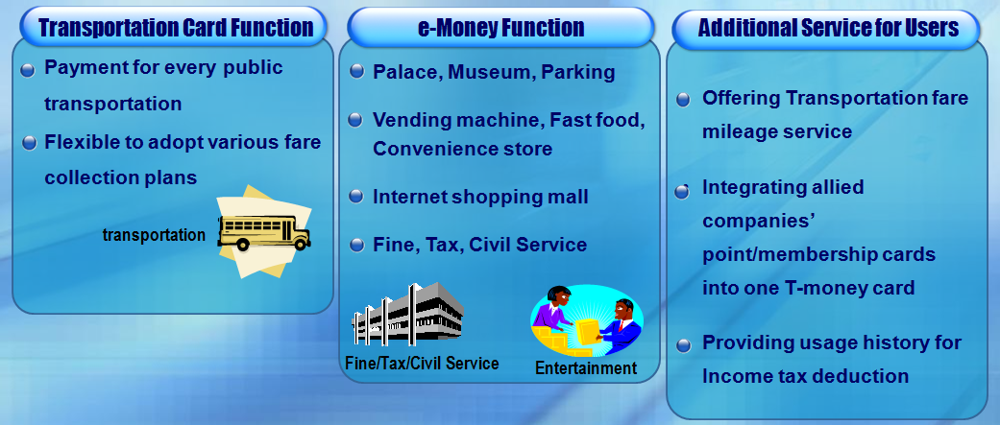 Transportation Card Function
Payment for every public
transportation
Flexible to adopt various fare
collection plans
transportation
e-Money Function
Palace, Museum, Parking
Vending machine, Fast food,
Convenience store
Internet shopping mall
Fine, Tax, Civil Service
Fine/Tax/Civil Service
Entertainment
Additional Service for Users
Offering Transportation fare
mileage service
Integrating allied
companies’
point/membership cards
into one T-money card
Providing usage history for
Income tax deduction